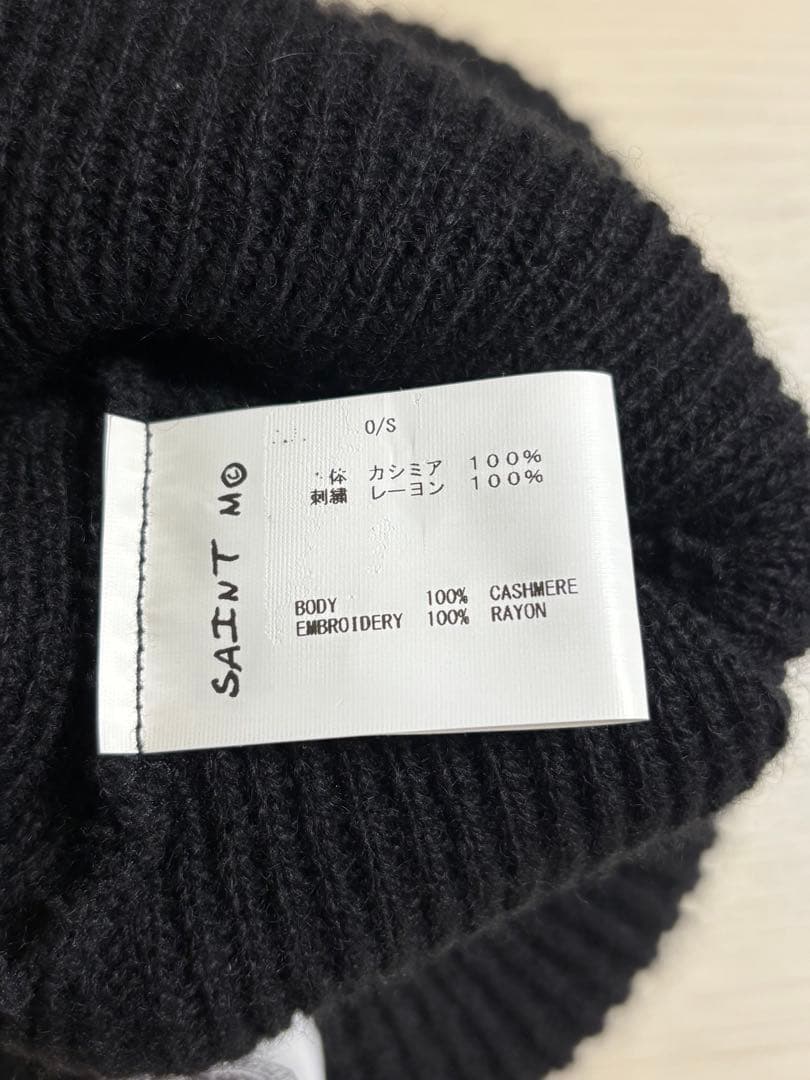 O/S
体 カシミア 100%
刺繍 レーヨン 100%
BODY 100% CASHMERE
EMBROIDERY 100% RAYON
SAINT M©